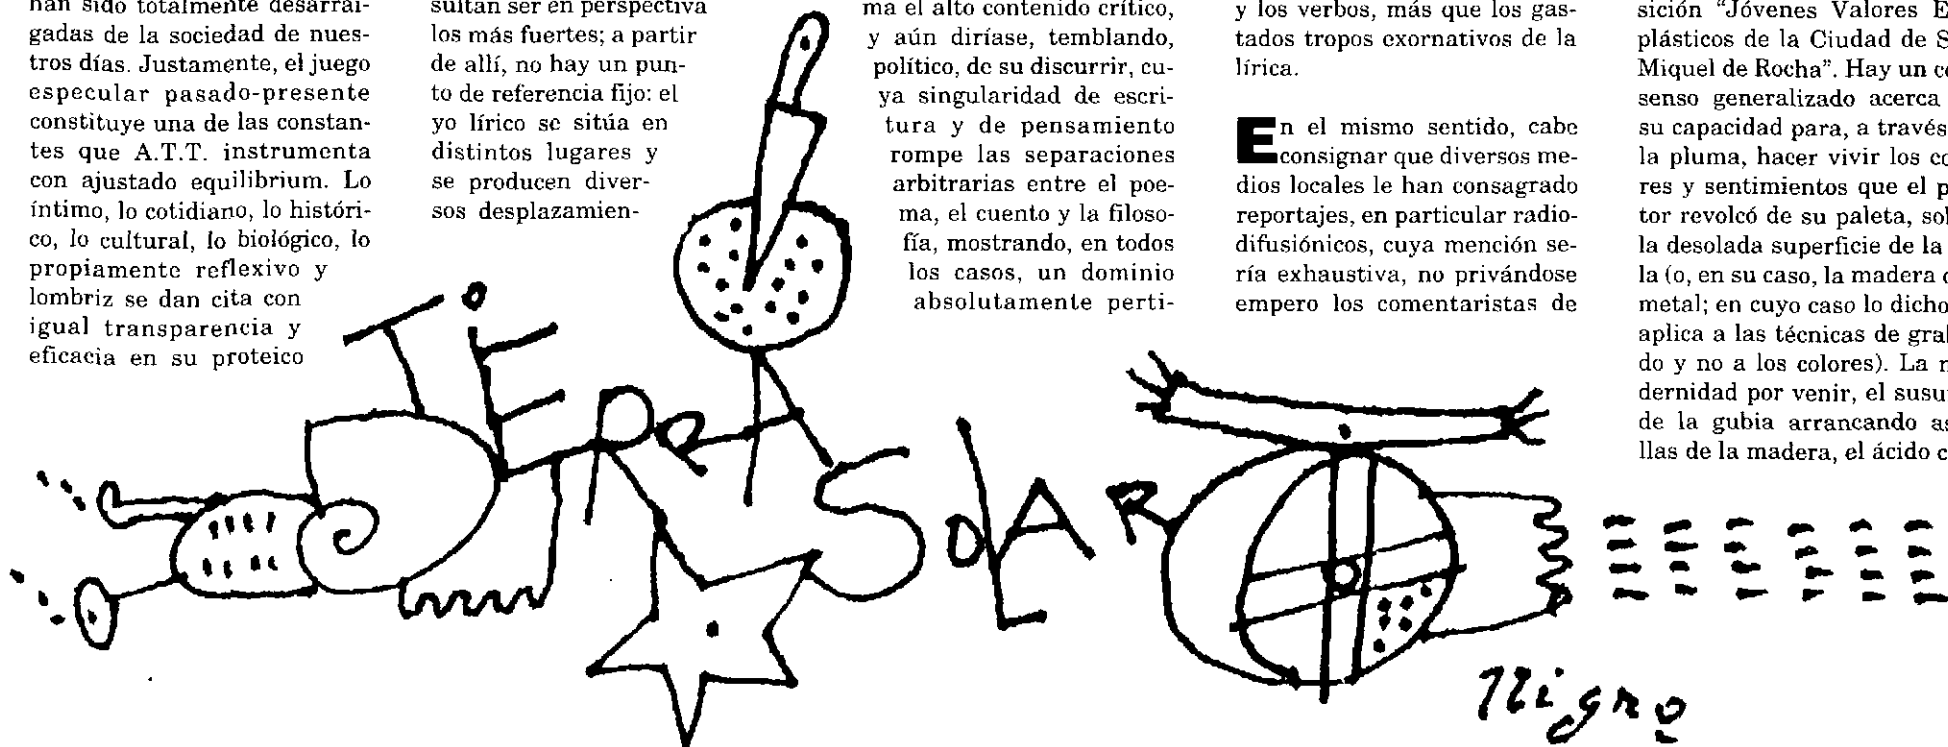 han sido totalmente desarrai-
gadas de la sociedad de nues-
tros días. Justamente, el juego
especular pasado-presente
constituye una de las constan-
tes que A.T.T. instrumenta
con ajustado equilibrium. Lo
íntimo, lo cotidiano, lo históri-
co, lo cultural, lo biológico, lo
propiamente reflexivo y
lombriz se dan cita con
igual transparencia y
eficacia en su proteico
sultan ser en perspectiva
los más fuertes; a partir
de allí, no hay un pun-
to de referencia fijo: el
yo lírico se sitúa en
distintos lugares y
se producen diver-
sos desplazamien-
ma el alto contenido crítico,
y aún diríase, temblando,
político, de su discurrir, cu-
ya singularidad de escri-
tura y de pensamiento
rompe las separaciones
arbitrarias entre el poe-
ma, el cuento y la filoso-
fía, mostrando, en todos
los casos, un dominio
absolutamente perti-
y los verbos, más que los gas-
tados tropos exornativos de la
lírica.
En el mismo sentido, cabe
consignar que diversos me-
dios locales le han consagrado
reportajes, en particular radio-
difusiónicos, cuya mención se-
ría exhaustiva, no privándose
empero los comentaristas de
sición “Jóvenes Valores E
plásticos de la Ciudad de S
Miquel de Rocha”. Hay un co
senso generalizado acerca
su capacidad para, a través
la pluma, hacer vivir los co
res y sentimientos que el p
tor revolcó de su paleta, sol
la desolada superficie de la
la (o, en su caso, la madera o
metal; en cuyo caso lo dicho
aplica a las técnicas de gral
do y no a los colores). La m
dernidad por venir, el susur
de la gubia arrancando as
llas de la madera, el ácido c
TIERRA SOLAR
Nigro